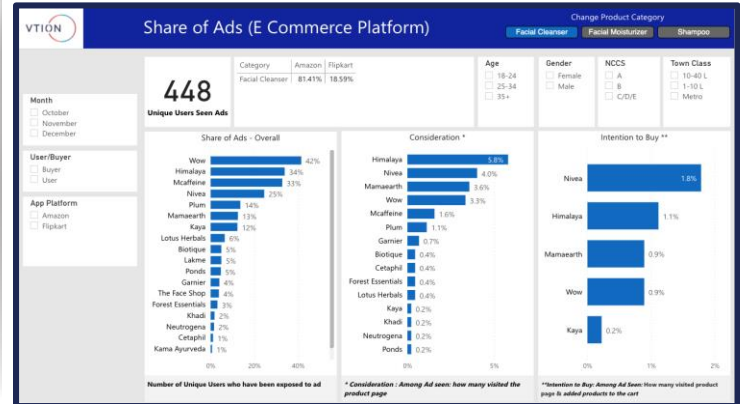 VTION
Share of Ads (E Commerce Platform)
Change Product Category
Facial Cleanser
Facial Moisturizer
Shampoo
448
Unique Users Seen Ads
Category Amazon Flipkart
Facial Cleanser 81.41% 18.59%
Age
18-24
25-34
35+
Gender
Female
Male
NCCS
A
B
C/D/E
Town Class
10-40 L
1-10 L
Metro
Month
October
November
December
User/Buyer
Buyer
User
App Platform
Amazon
Flipkart
Share of Ads - Overall
Wow 42%
Himalaya 34%
Mcaffeine 33%
Nivea 25%
Plum 14%
Mamaearth 13%
Kaya 12%
Lotus Herbals 6%
Biotique 5%
Lakme 5%
Ponds 5%
Garnier 4%
The Face Shop 4%
Forest Essentials 3%
Khadi 2%
Neutrogena 2%
Cetaphil 1%
Kama Ayurveda 1%
0% 20% 40%
Number of Unique Users who have been exposed to ad
Consideration *
Himalaya 5.8%
Nivea 4.0%
Mamaearth 3.6%
Wow 3.3%
Mcaffeine 1.6%
Plum 1.1%
Garnier 0.7%
Biotique 0.4%
Cetaphil 0.4%
Forest Essentials 0.4%
Lotus Herbals 0.4%
Kaya 0.2%
Khadi 0.2%
Neutrogena 0.2%
Ponds 0.2%
0% 5%
* Consideration : Among Ad seen: how many visited the
product page
Intention to Buy **
Nivea 1.8%
Himalaya 1.1%
Mamaearth 0.9%
Wow 0.9%
Kaya 0.2%
0% 1% 2%
**Intention to Buy: Among Ad Seen: How many visited product
page & added products to the cart